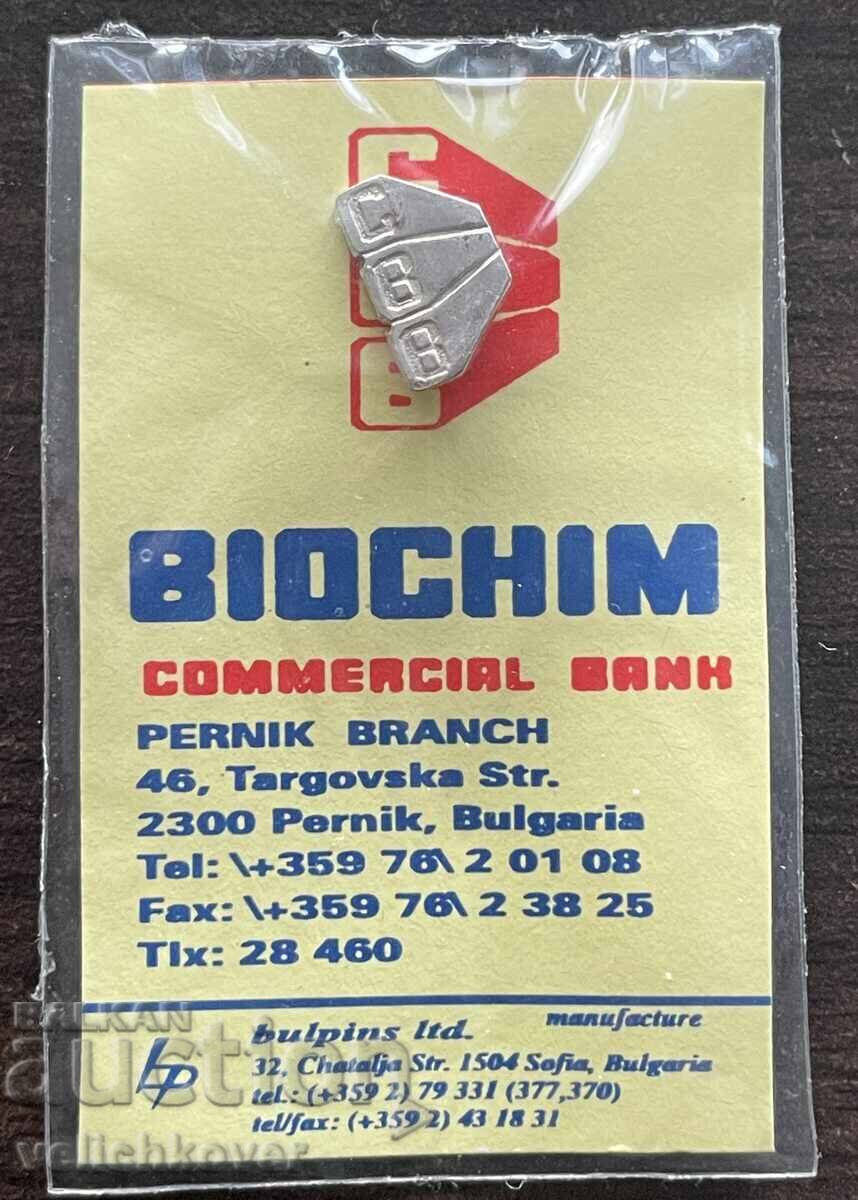 C
B
B
B
BIOCHIM
COMMERCIAL BANK
PERNIK BRANCH
46, Targovska Str.
2300 Pernik, Bulgaria
Tel: \+359 76\ 2 01 08
Fax: \+359 76\ 2 38 25
Tlx: 28 460
bulpins ltd. manufacture
32, Chatalja Str. 1504 Sofia, Bulgaria
tel.: (+359 2) 79 331 (377,370)
tel/fax: (+359 2) 43 18 31
bp
BALKAN
auction
velichkover